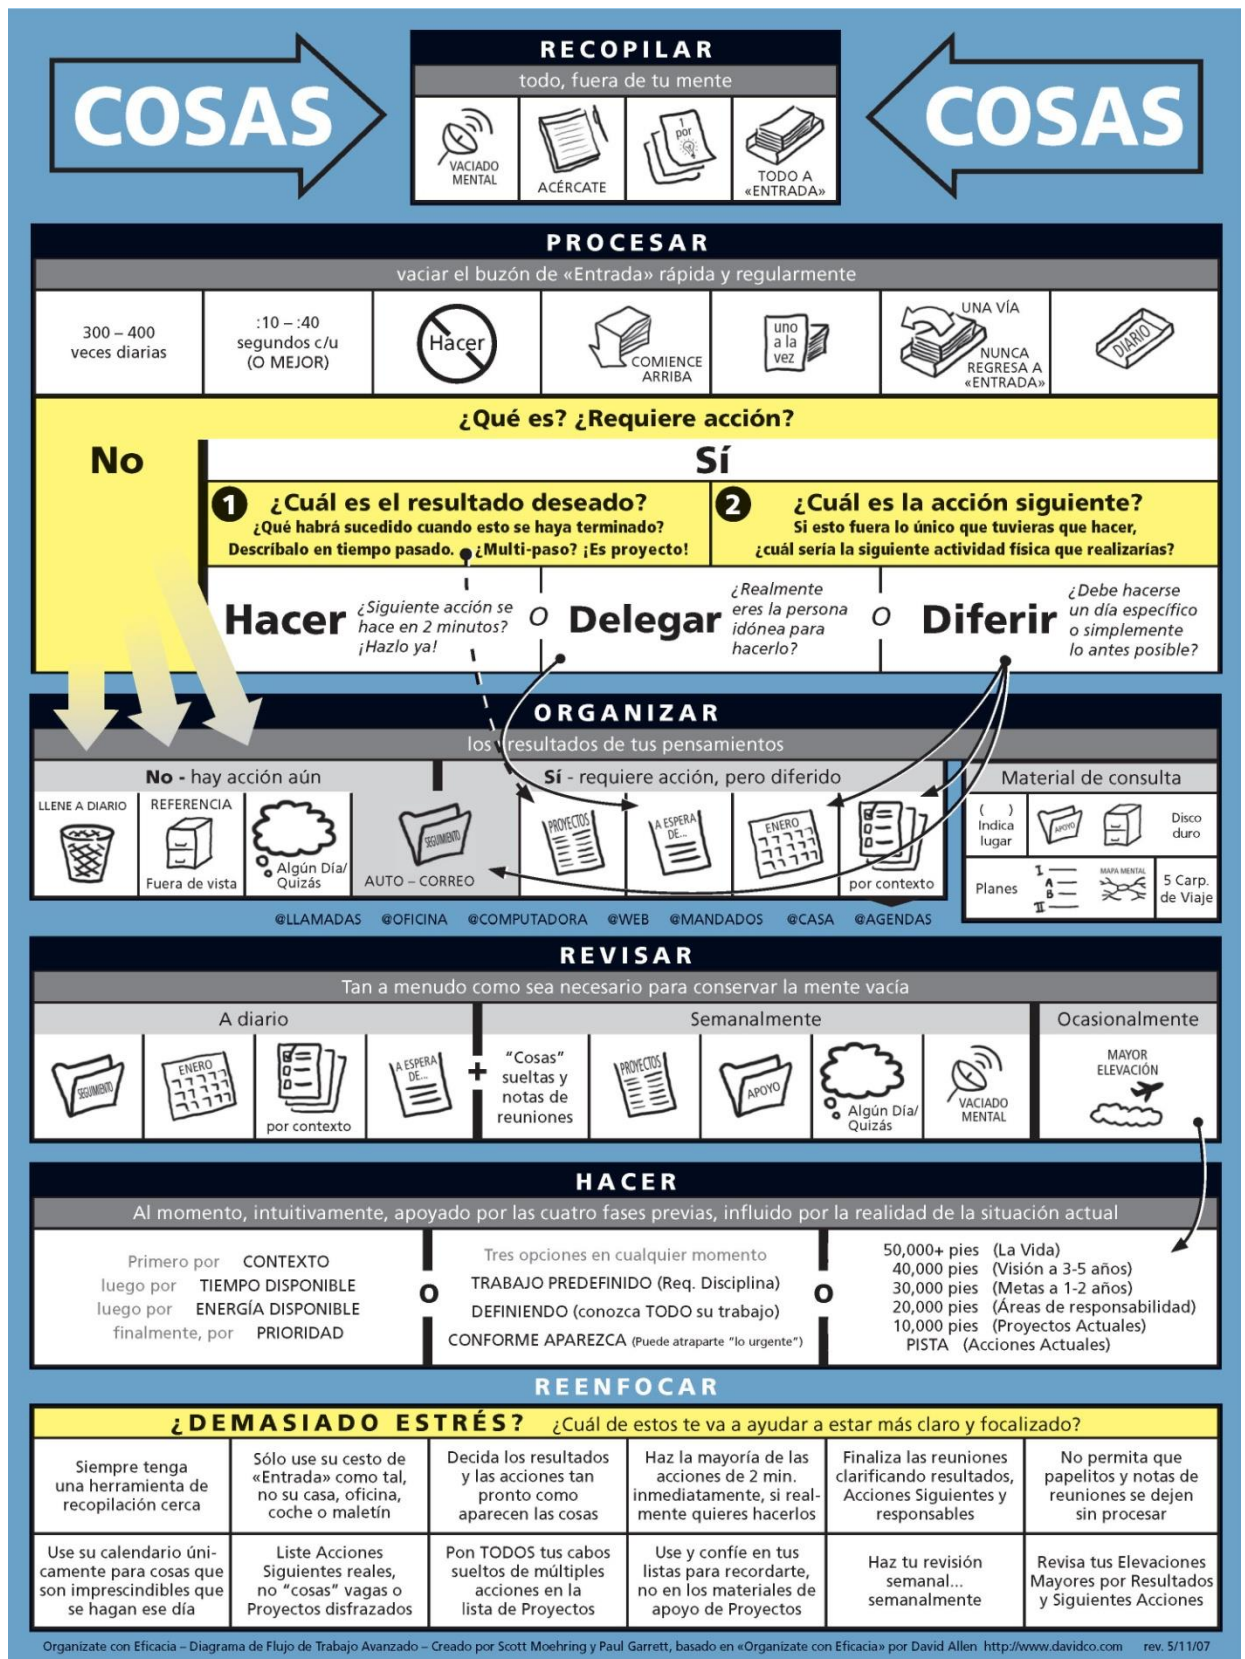 COSAS
RECOPILAR
todo, fuera de tu mente
VACIADO
MENTAL
ACÉRCATE
1
por
TODO A
«ENTRADA»
COSAS
PROCESAR
vaciar el buzón de «Entrada» rápida y regularmente
300 – 400
veces diarias
:10 – :40
segundos c/u
(O MEJOR)
Hacer
COMIENCE
ARRIBA
uno
a la
vez
UNA VÍA
NUNCA
REGRESA A
«ENTRADA»
DIARIO
¿Qué es? ¿Requiere acción?
No
Sí
1 ¿Cuál es el resultado deseado?
¿Qué habrá sucedido cuando esto se haya terminado?
Descríbalo en tiempo pasado. ¿Multi-paso? ¡Es proyecto!
2 ¿Cuál es la acción siguiente?
Si esto fuera lo único que tuvieras que hacer,
¿cuál sería la siguiente actividad física que realizarías?
Hacer
¿Siguiente acción se
hace en 2 minutos?
¡Hazlo ya!
O
Delegar
¿Realmente
eres la persona
idónea para
hacerlo?
O
Diferir
¿Debe hacerse
un día específico
o simplemente
lo antes posible?
ORGANIZAR
los resultados de tus pensamientos
No - hay acción aún
LLENE A DIARIO
REFERENCIA
Fuera de vista
Algún Día/
Quizás
SEGUIMIENTO
AUTO – CORREO
Sí - requiere acción, pero diferido
PROYECTOS
A ESPERA
DE...
ENERO
por contexto
Material de consulta
( )
Indica
lugar
APOYO
Disco
duro
Planes
I
A
B
II
MAPA MENTAL
5 Carp.
de Viaje
@LLAMADAS @OFICINA @COMPUTADORA @WEB @MANDADOS @CASA @AGENDAS
REVISAR
Tan a menudo como sea necesario para conservar la mente vacía
A diario
SEGUIMIENTO
ENERO
por contexto
A ESPERA
DE...
+
Semanalmente
"Cosas"
sueltas y
notas de
reuniones
PROYECTOS
APOYO
Algún Día/
Quizás
VACIADO
MENTAL
Ocasionalmente
MAYOR
ELEVACIÓN
HACER
Al momento, intuitivamente, apoyado por las cuatro fases previas, influido por la realidad de la situación actual
Primero por CONTEXTO
luego por TIEMPO DISPONIBLE
luego por ENERGÍA DISPONIBLE
finalmente, por PRIORIDAD
O
Tres opciones en cualquier momento
TRABAJO PREDEFINIDO (Req. Disciplina)
DEFINIENDO (conozca TODO su trabajo)
CONFORME APAREZCA (Puede atraparte "lo urgente")
O
50,000+ pies (La Vida)
40,000 pies (Visión a 3-5 años)
30,000 pies (Metas a 1-2 años)
20,000 pies (Áreas de responsabilidad)
10,000 pies (Proyectos Actuales)
PISTA (Acciones Actuales)
REENFOCAR
¿DEMASIADO ESTRÉS? ¿Cuál de estos te va a ayudar a estar más claro y focalizado?
Siempre tenga
una herramienta de
recopilación cerca
Sólo use su cesto de
«Entrada» como tal,
no su casa, oficina,
coche o maletín
Decida los resultados
y las acciones tan
pronto como
aparecen las cosas
Haz la mayoría de las
acciones de 2 min.
inmediatamente, si real-
mente quieres hacerlos
Finaliza las reuniones
clarificando resultados,
Acciones Siguientes y
responsables
No permita que
papelitos y notas de
reuniones se dejen
sin procesar
Use su calendario úni-
camente para cosas que
son imprescindibles que
se hagan ese día
Liste Acciones
Siguientes reales,
no "cosas" vagas o
Proyectos disfrazados
Pon TODOS tus cabos
sueltos de múltiples
acciones en la
lista de Proyectos
Use y confíe en tus
listas para recordarte,
no en los materiales de
apoyo de Proyectos
Haz tu revisión
semanal...
semanalmente
Revisa tus Elevaciones
Mayores por Resultados
y Siguientes Acciones
Organízate con Eficacia – Diagrama de Flujo de Trabajo Avanzado – Creado por Scott Moehring y Paul Garrett, basado en «Organízate con Eficacia» por David Allen http://www.davidco.com rev. 5/11/07